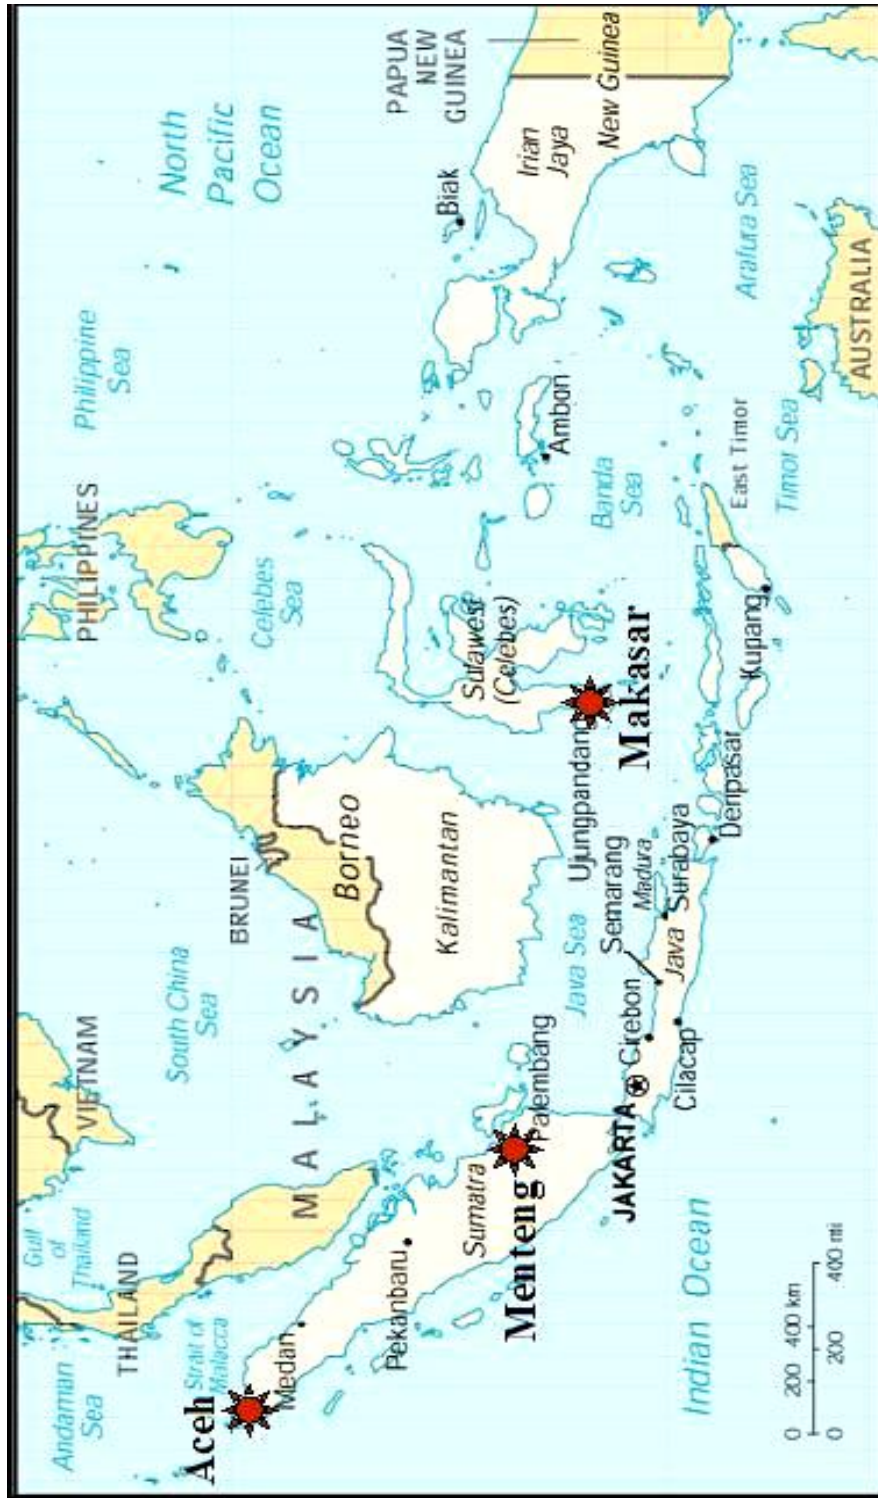 Andaman
Sea
Gulf
of
Thailand
THAILAND
VIETNAM
South China
Sea
PHILIPPINES
Philippine
Sea
North
Pacific
Ocean
Aceh
Strait of
Malacca
Medan
MALAYSIA
BRUNEI
Celebes
Sea
Borneo
Pekanbaru
Kalimantan
Biak
PAPUA
NEW
GUINEA
Sumatra
Menteng
Palembang
Sulawesi
(Celebes)
Ambon
Irian
Jaya
New Guinea
Java Sea
Ujungpandang
Makasar
Banda
Sea
JAKARTA
Cirebon
Semarang
Madura
Surabaya
Java
Cilacap
Denpasar
Kupang
East Timor
Timor Sea
Arafura Sea
AUSTRALIA
Indian Ocean
0 200 400 km
0 200 400 mi